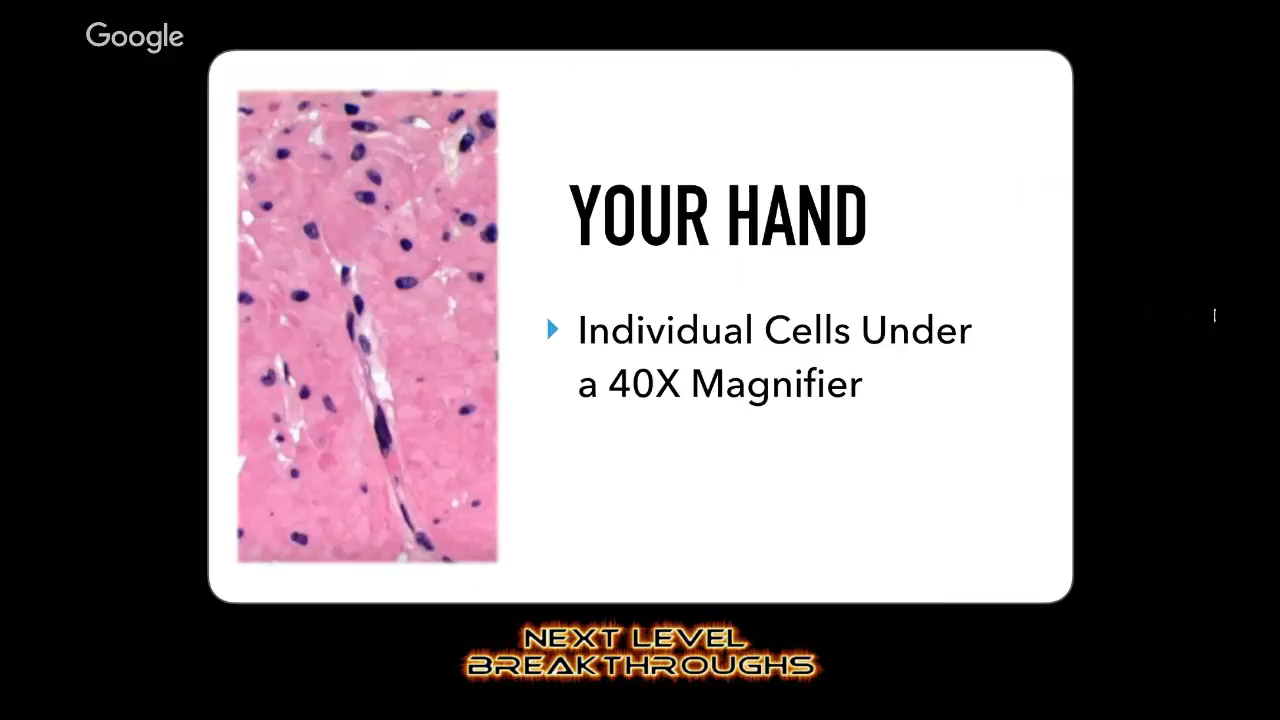 Google
YOUR HAND
Individual Cells Under
a 40X Magnifier
NEXT LEVEL
BREAKTHROUGHS